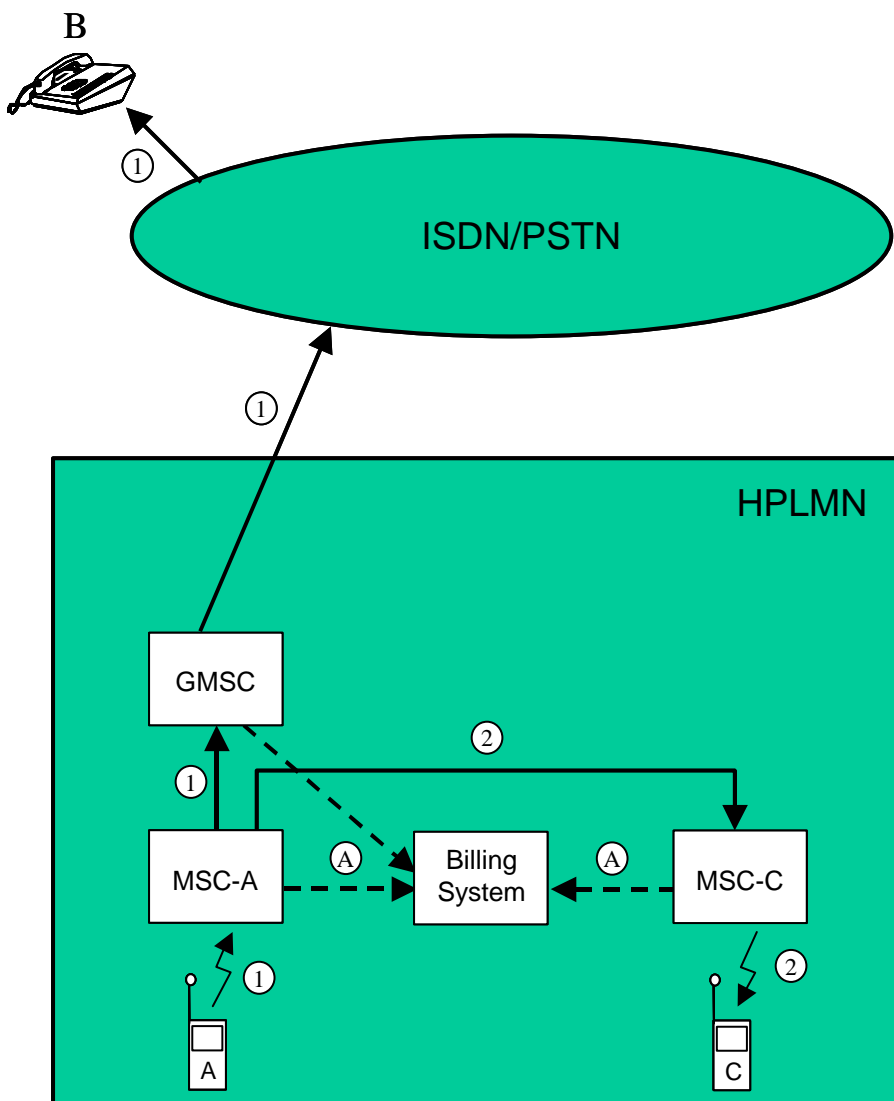 B
1
ISDN/PSTN
1
HPLMN
GMSC
2
1
MSC-A
A
Billing
System
A
MSC-C
1
2
A
C